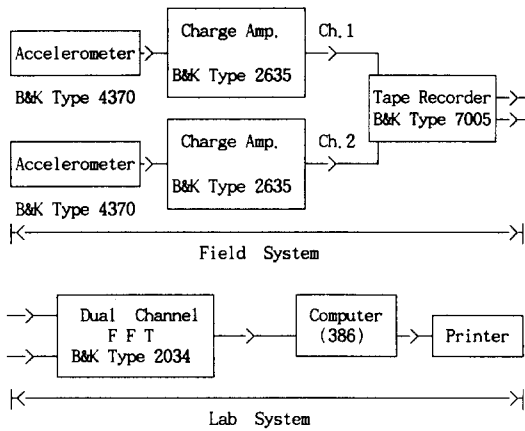 Accelerometer
B&K Type 4370
Charge Amp.
B&K Type 2635
Ch.1
Tape Recorder
B&K Type 7005
Accelerometer
B&K Type 4370
Charge Amp.
B&K Type 2635
Ch.2
Field System
Dual Channel
F F T
B&K Type 2034
Computer
(386)
Printer
Lab System